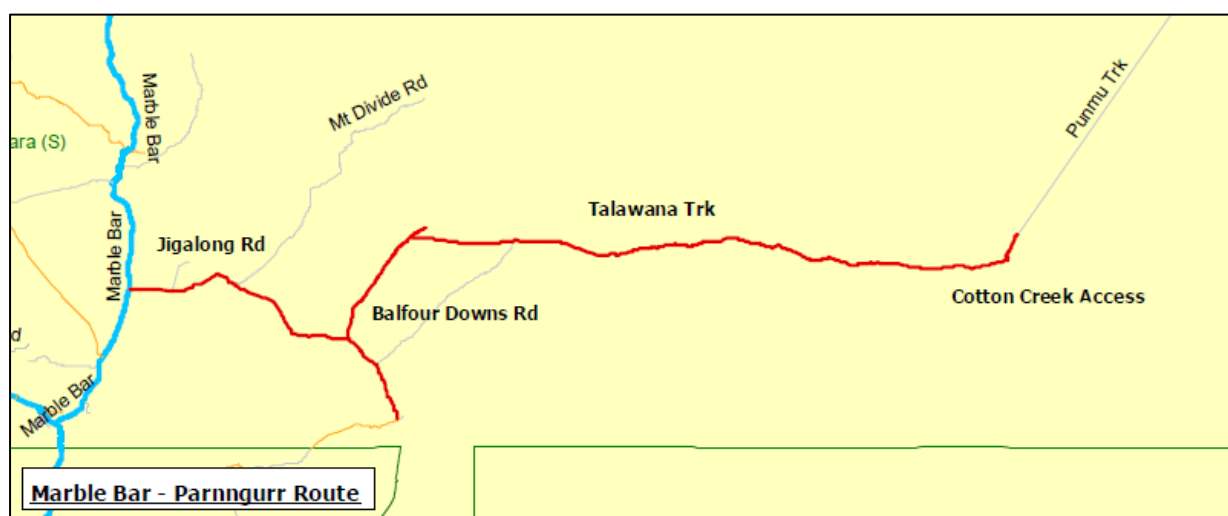 Marble Bar
Mt Divide Rd
Punmu Trk
ara (S)
Talawana Trk
Marble Bar
Jigalong Rd
Cotton Creek Access
Balfour Downs Rd
d
Marble Bar
Marble Bar - Parnngurr Route